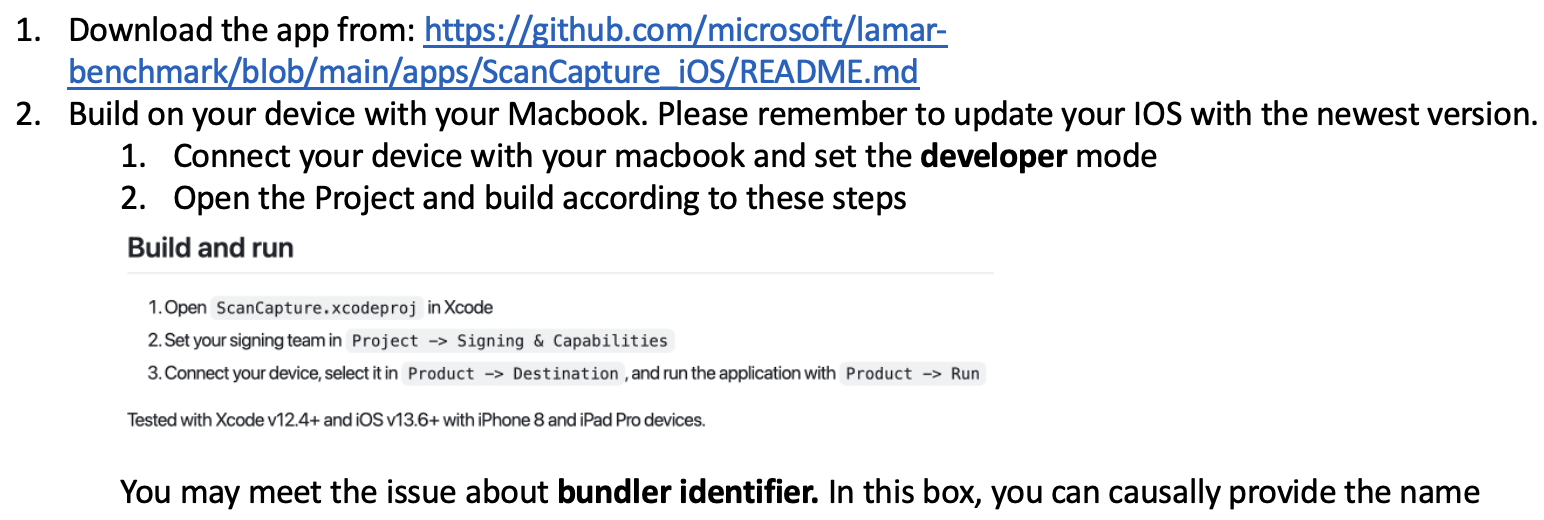 1. Download the app from: https://github.com/microsoft/lamar-
benchmark/blob/main/apps/ScanCapture_iOS/README.md
2. Build on your device with your Macbook. Please remember to update your IOS with the newest version.
1. Connect your device with your macbook and set the developer mode
2. Open the Project and build according to these steps
Build and run
1. Open ScanCapture.xcodeproj in Xcode
2. Set your signing team in Project -> Signing & Capabilities
3. Connect your device, select it in Product -> Destination , and run the application with Product -> Run
Tested with Xcode v12.4+ and iOS v13.6+ with iPhone 8 and iPad Pro devices.
You may meet the issue about bundler identifier. In this box, you can causally provide the name